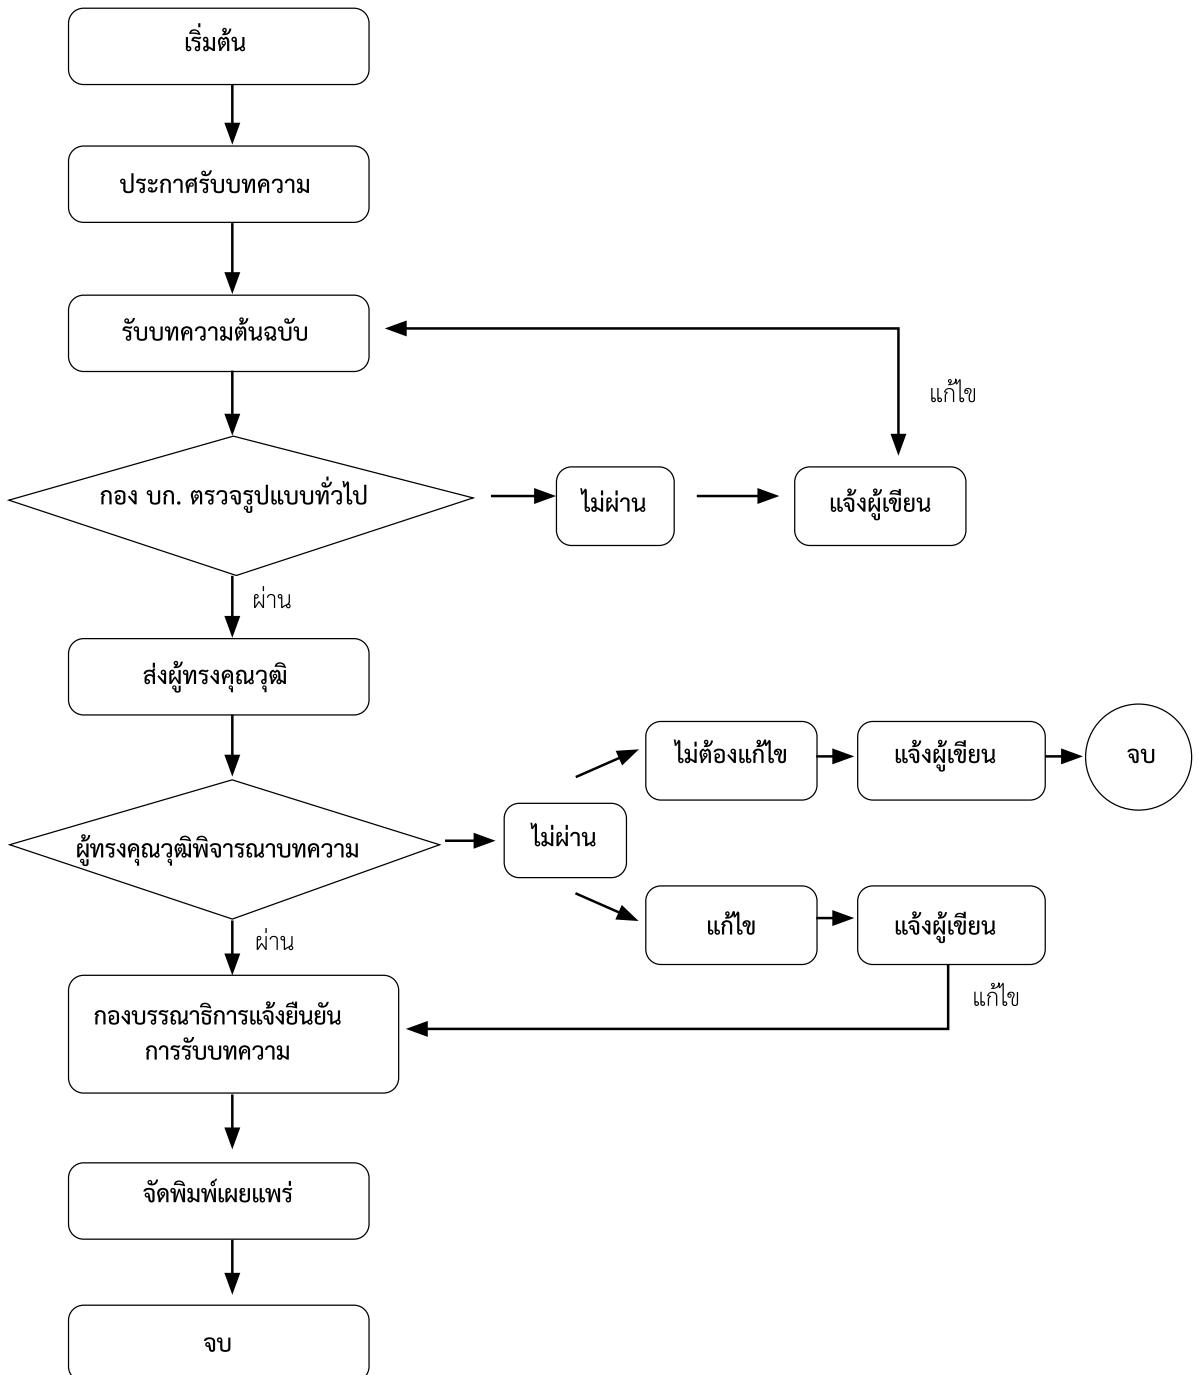 เริ่มต้น
ประกาศรับบทความ
รับบทความต้นฉบับ
แก้ไข
กอง บก. ตรวจรูปแบบทั่วไป
ไม่ผ่าน
แจ้งผู้เขียน
ผ่าน
ส่งผู้ทรงคุณวุฒิ
ไม่ต้องแก้ไข
แจ้งผู้เขียน
จบ
ผู้ทรงคุณวุฒิพิจารณาบทความ
ไม่ผ่าน
แก้ไข
แจ้งผู้เขียน
ผ่าน
แก้ไข
กองบรรณาธิการแจ้งยืนยัน
การรับบทความ
จัดพิมพ์เผยแพร่
จบ